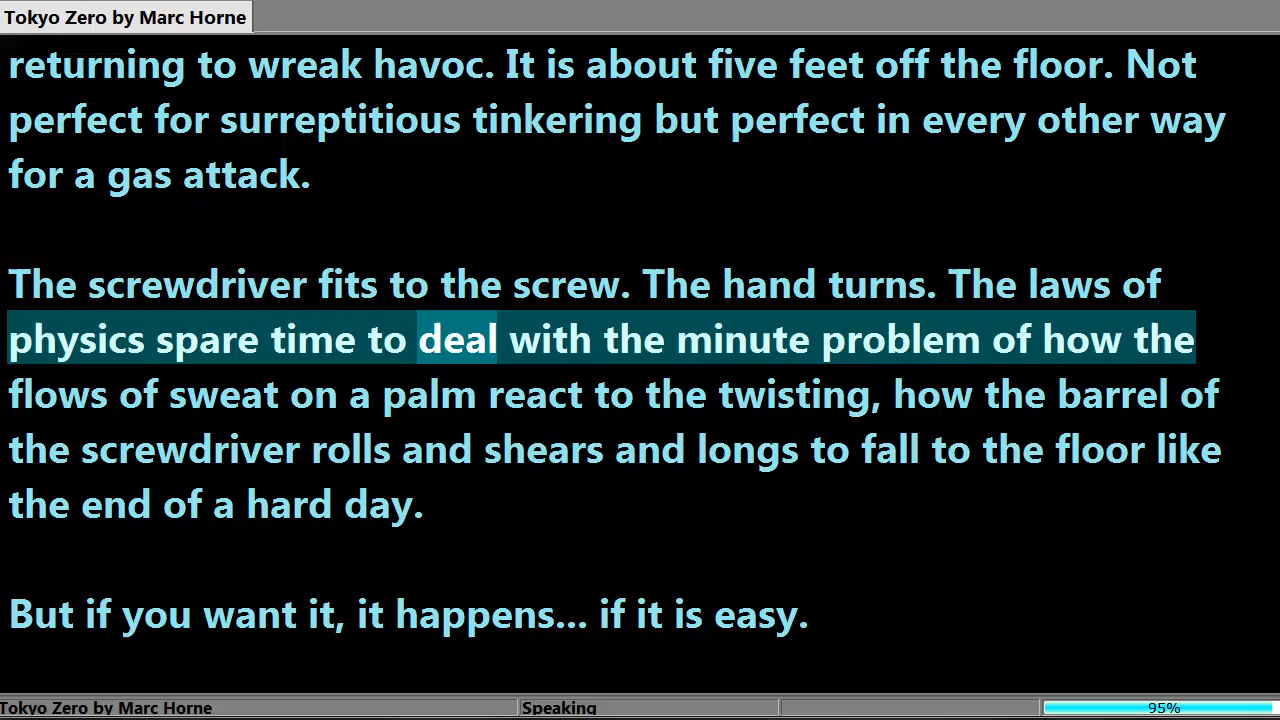 Tokyo Zero by Marc Horne
returning to wreak havoc. It is about five feet off the floor. Not
perfect for surreptitious tinkering but perfect in every other way
for a gas attack.
The screwdriver fits to the screw. The hand turns. The laws of
physics spare time to deal with the minute problem of how the
flows of sweat on a palm react to the twisting, how the barrel of
the screwdriver rolls and shears and longs to fall to the floor like
the end of a hard day.
But if you want it, it happens... if it is easy.
Tokyo Zero by Marc Horne Speaking 95%